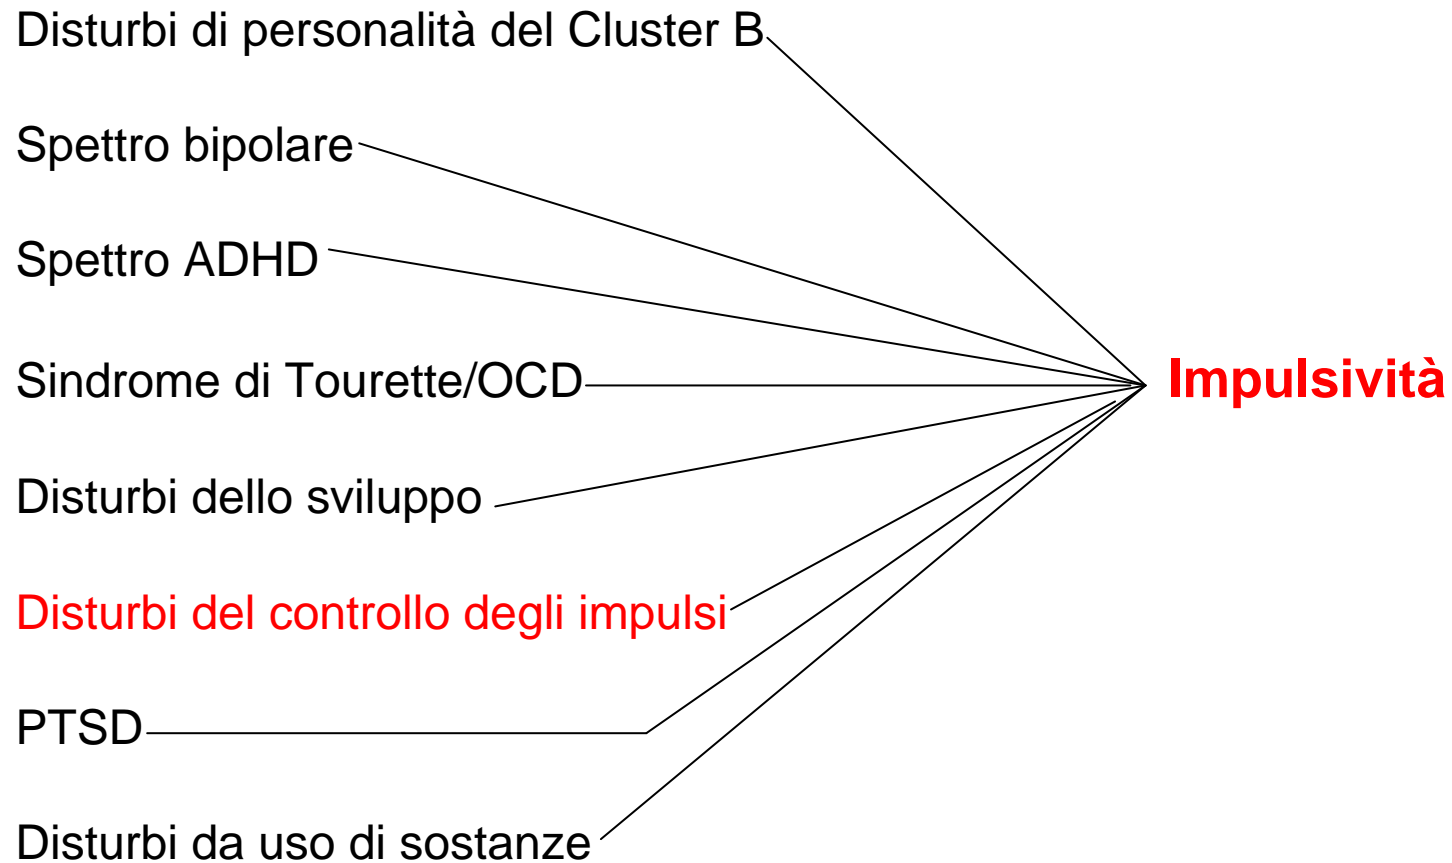 Disturbi di personalità del Cluster B
Spettro bipolare
Spettro ADHD
Sindrome di Tourette/OCD
Impulsività
Disturbi dello sviluppo
Disturbi del controllo degli impulsi
PTSD
Disturbi da uso di sostanze